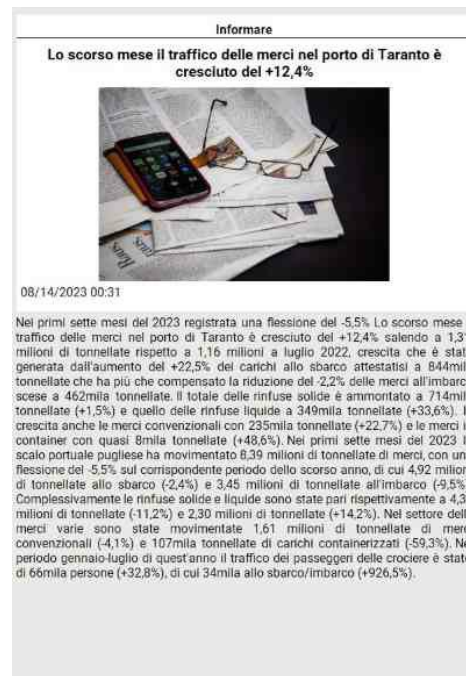 Informare
Lo scorso mese il traffico delle merci nel porto di Taranto è
cresciuto del +12,4%
08/14/2023 00:31
Nei primi sette mesi del 2023 registrata una flessione del -5,5% Lo scorso mese
traffico delle merci nel porto di Taranto è cresciuto del +12,4% salendo a
milioni di tonnellate rispetto a 1,16 milioni a luglio 2022, crescita che è
generata dall'aumento del +22,5% dei carichi allo sbarco attestatisi a
tonnellate che ha più che compensato la riduzione del -2,2% delle merci
scese a 462mila tonnellate. Il totale delle rinfuse solide è ammontato a
tonnellate (+1,5%) e quello delle rinfuse liquide a 349mila tonnellate (+33,6%).
crescita anche le merci convenzionali con 235mila tonnellate (+22,7%) e le merci
container con quasi 8mila tonnellate (+48,6%). Nei primi sette mesi del 2023
scalo portuale pugliese ha movimentato 8,39 milioni di tonnellate di merci, con
flessione del -5,5% sul corrispondente periodo dello scorso anno, di cui 4,92
di tonnellate allo sbarco (-2,4%) e 3,45 milioni di tonnellate all'imbarco (-9,5%
Complessivamente le rinfuse solide e liquide sono state pari rispettivamente a
milioni di tonnellate (-11,2%) e 2,30 milioni di tonnellate (+14,2%). Nel settore
merci varie sono state movimentate 1,61 milioni di tonnellate di
convenzionali (-4,1%) e 107mila tonnellate di carichi containerizzati (-59,3%).
periodo gennaio-luglio di quest'anno il traffico dei passeggeri delle crociere è
di 66mila persone (+32,8%), di cui 34mila allo sbarco/imbarco (+926,5%).